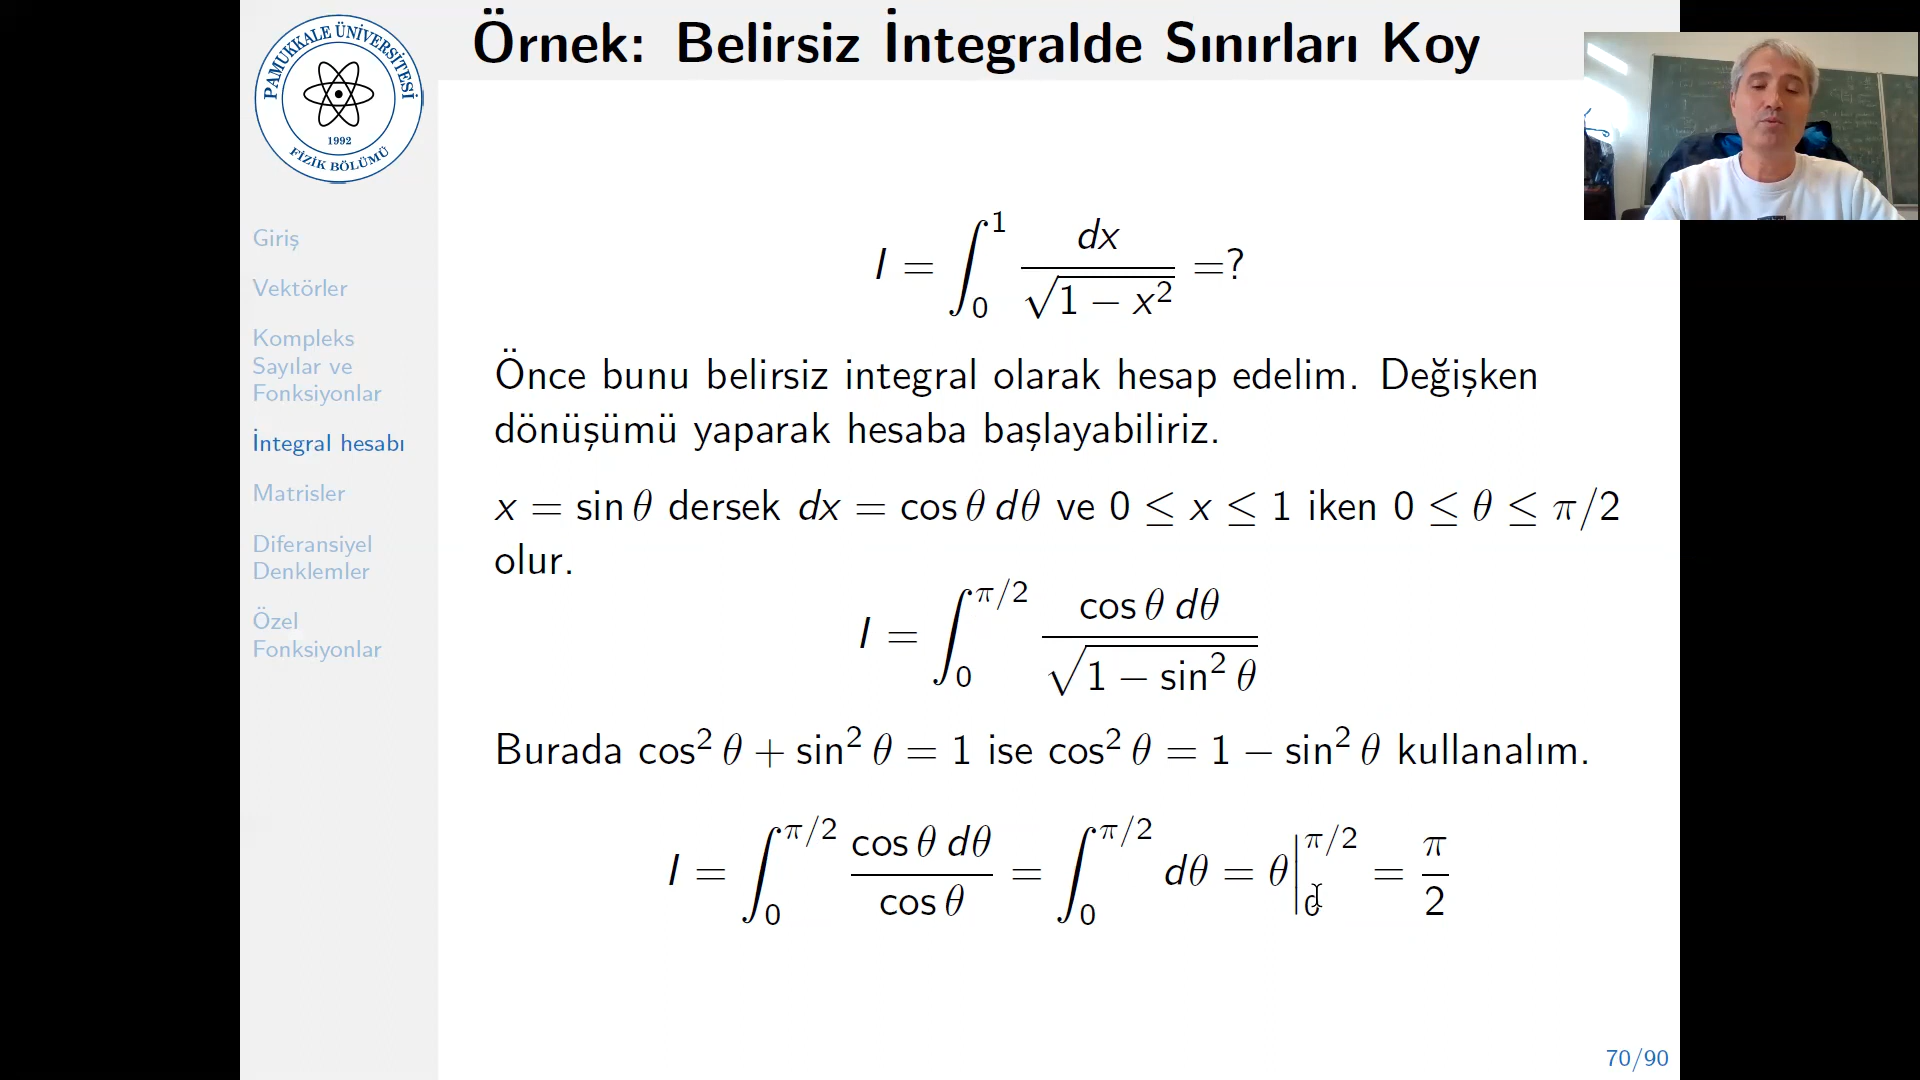 Örnek: Belirsiz İntegralde Sınırları Koy
PAMUKKALE ÜNİVERSİTESİ
1992
FİZİK BÖLÜMÜ
Giriş
Vektörler
Kompleks
Sayılar ve
Fonksiyonlar
İntegral hesabı
Matrisler
Diferansiyel
Denklemler
Özel
Fonksiyonlar
I = ∫₀¹ dx / √(1 − x²) =?
Önce bunu belirsiz integral olarak hesap edelim. Değişken
dönüşümü yaparak hesaba başlayabiliriz.
x = sin θ dersek dx = cos θ dθ ve 0 ≤ x ≤ 1 iken 0 ≤ θ ≤ π/2
olur.
I = ∫₀^{π/2} cos θ dθ / √(1 − sin² θ)
Burada cos² θ + sin² θ = 1 ise cos² θ = 1 − sin² θ kullanalım.
I = ∫₀^{π/2} cos θ dθ / cos θ = ∫₀^{π/2} dθ = θ|₀^{π/2} = π/2
70/90